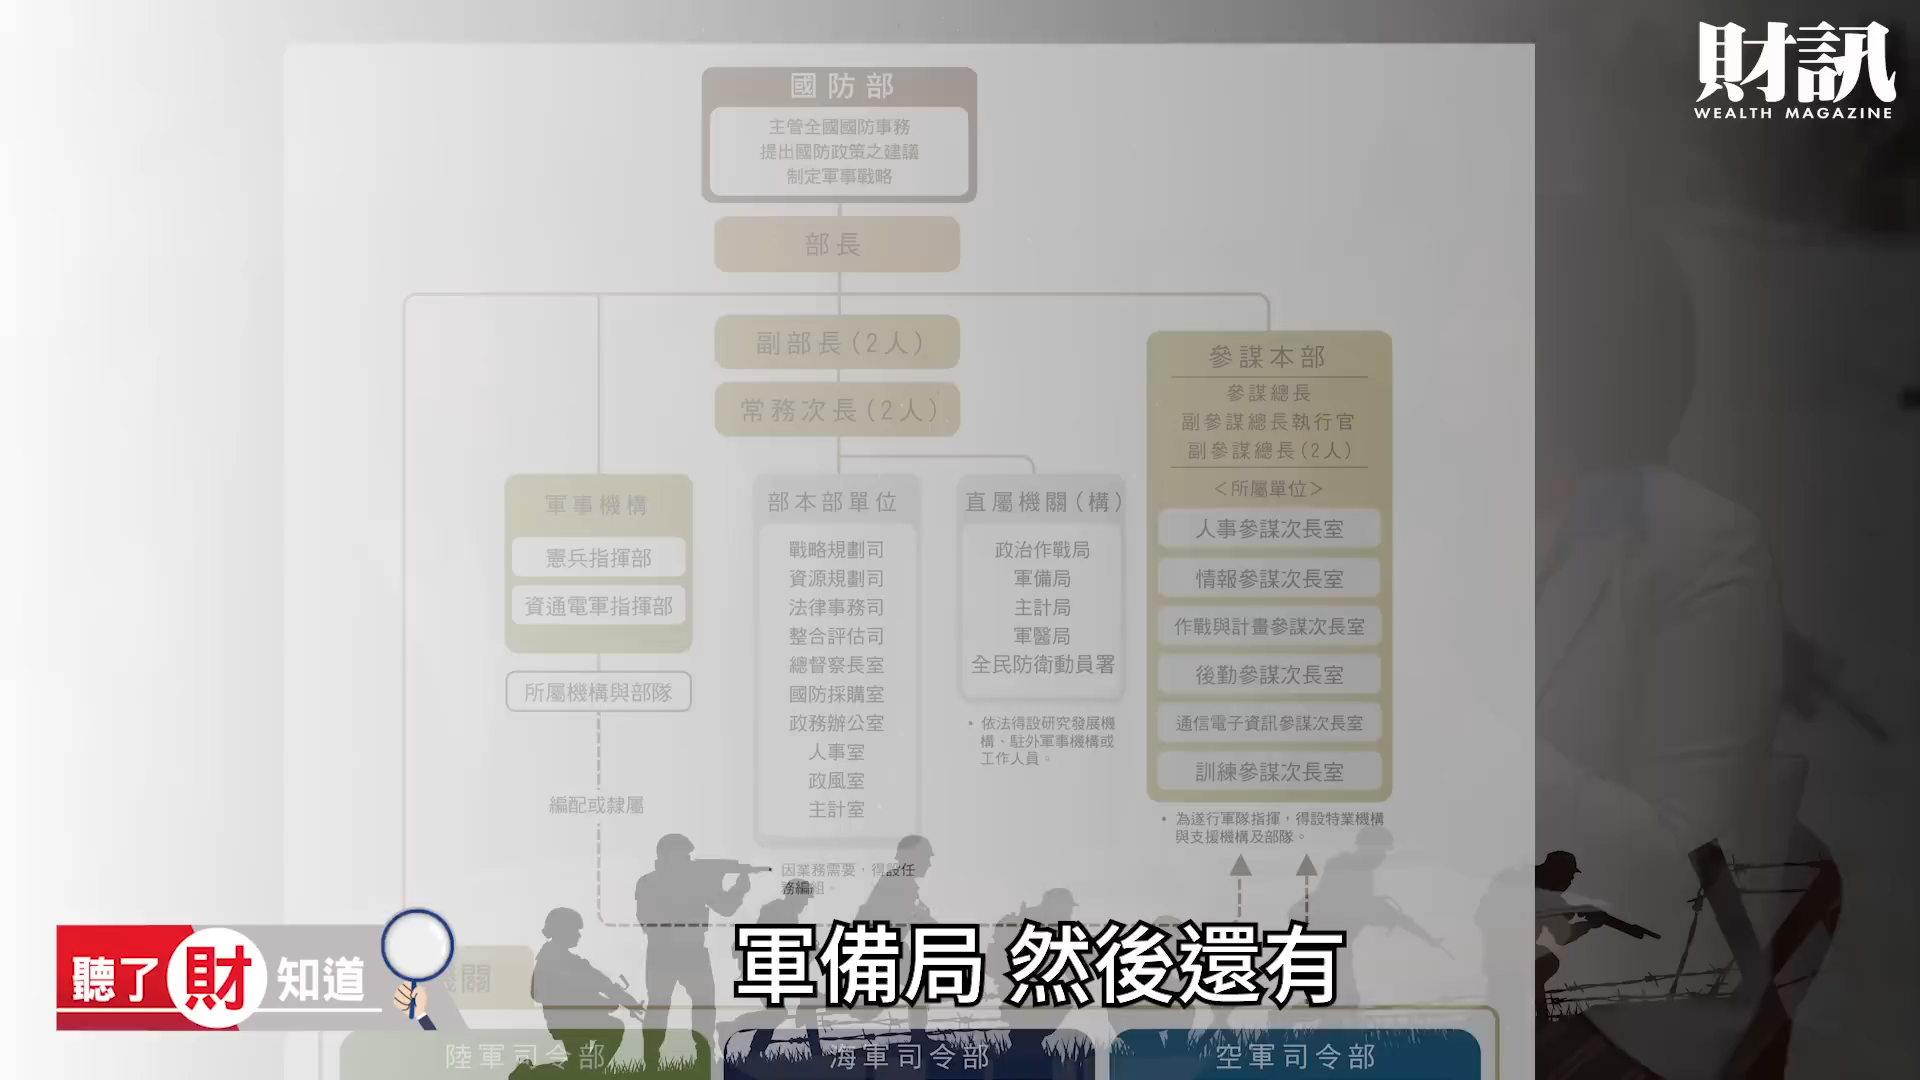 財訊
WEALTH MAGAZINE
國防部
主管全國國防事務
提出國防政策之建議
制定軍事戰略
部長
副部長(2人)
常務次長(2人)
軍事機構
憲兵指揮部
資通電軍指揮部
所屬機構與部隊
編配或隸屬
部本部單位
戰略規劃司
資源規劃司
法律事務司
整合評估司
總督察長室
國防採購室
政務辦公室
人事室
政風室
主計室
• 因業務需要，得設任
務編組。
直屬機關(構)
政治作戰局
軍備局
主計局
軍醫局
全民防衛動員署
• 依法得設研究發展機
構、駐外軍事機構或
工作人員。
參謀本部
參謀總長
副參謀總長執行官
副參謀總長(2人)
＜所屬單位＞
人事參謀次長室
情報參謀次長室
作戰與計畫參謀次長室
後勤參謀次長室
通信電子資訊參謀次長室
訓練參謀次長室
• 為遂行軍隊指揮，得設特業機構
與支援機構及部隊。
機關
聽了財知道
軍備局 然後還有
陸軍司令部
海軍司令部
空軍司令部